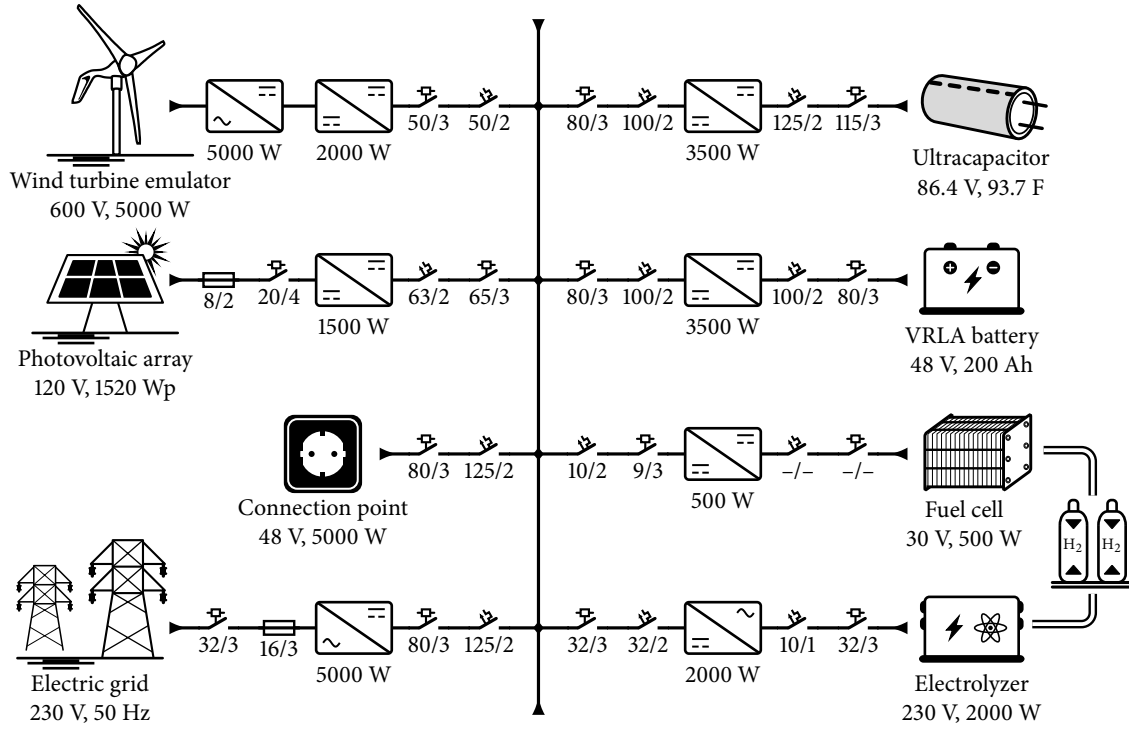 50/3 50/2 80/3 100/2 125/2 115/3
5000 W 2000 W 3500 W
Wind turbine emulator
600 V, 5000 W
Ultracapacitor
86.4 V, 93.7 F
8/2 20/4 63/2 65/3 80/3 100/2 100/2 80/3
1500 W 3500 W
Photovoltaic array
120 V, 1520 Wp
VRLA battery
48 V, 200 Ah
80/3 125/2 10/2 9/3 –/– –/–
500 W
Connection point
48 V, 5000 W
Fuel cell
30 V, 500 W
H2 H2
32/3 16/3 80/3 125/2 32/3 32/2 10/1 32/3
5000 W 2000 W
Electric grid
230 V, 50 Hz
Electrolyzer
230 V, 2000 W